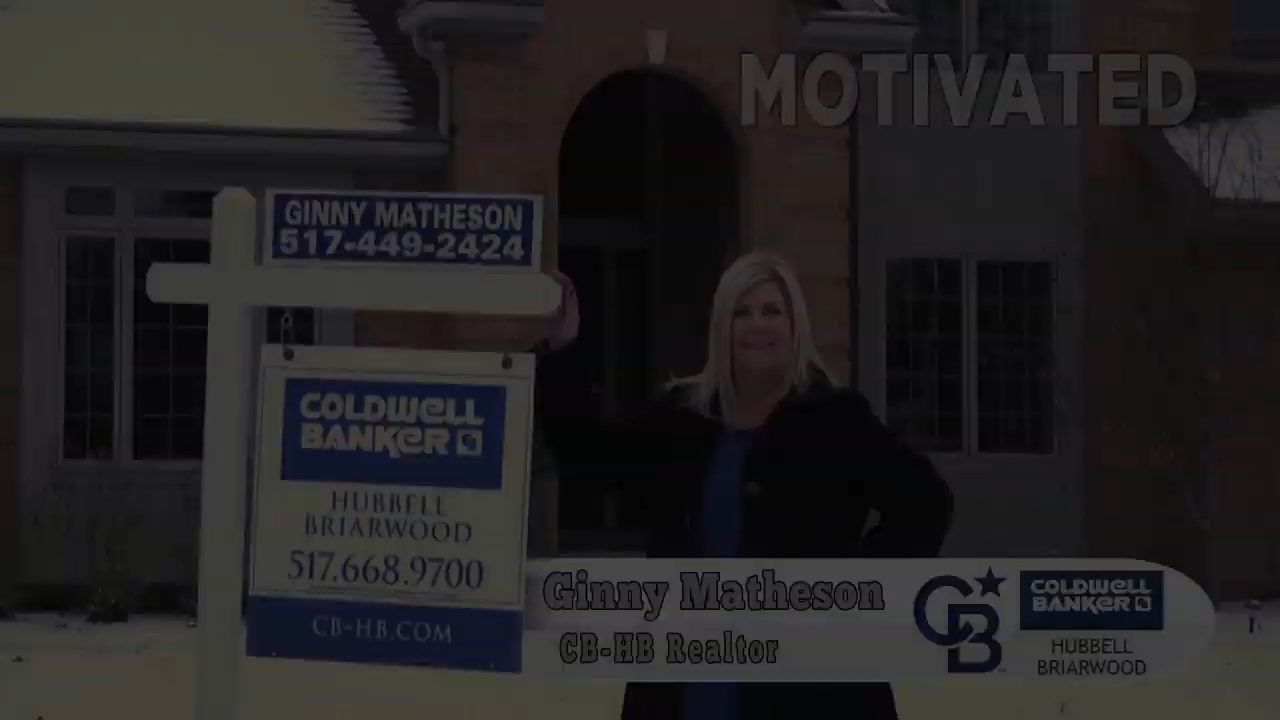 MOTIVATED
GINNY MATHESON
517-449-2424
COLDWELL
BANKER
HUBBELL
BRIARWOOD
517.668.9700
CB-HB.COM
Ginny Matheson
CB-HB Realtor
CB
COLDWELL
BANKER
HUBBELL
BRIARWOOD